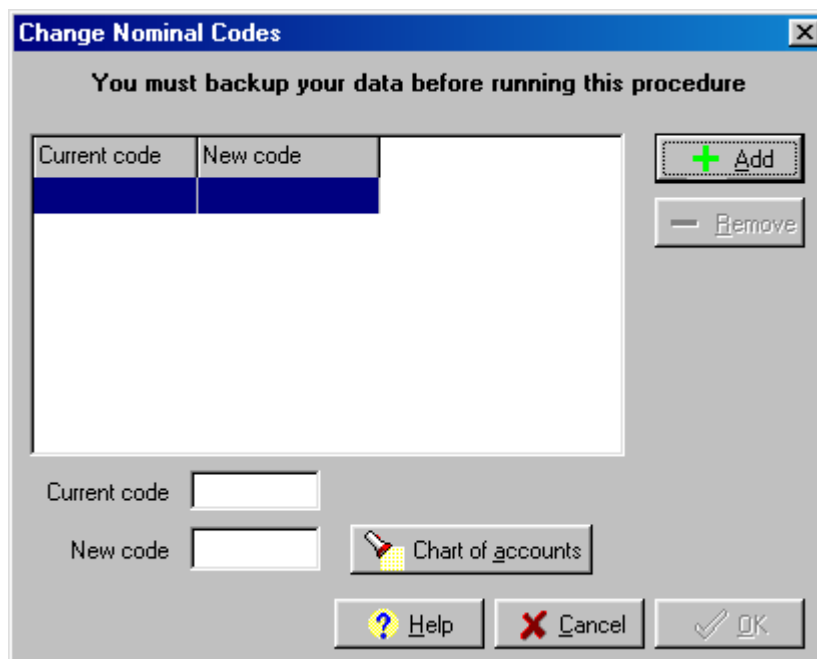 Change Nominal Codes
You must backup your data before running this procedure
Current code New code
Add
Remove
Current code
New code
Chart of accounts
Help Cancel OK